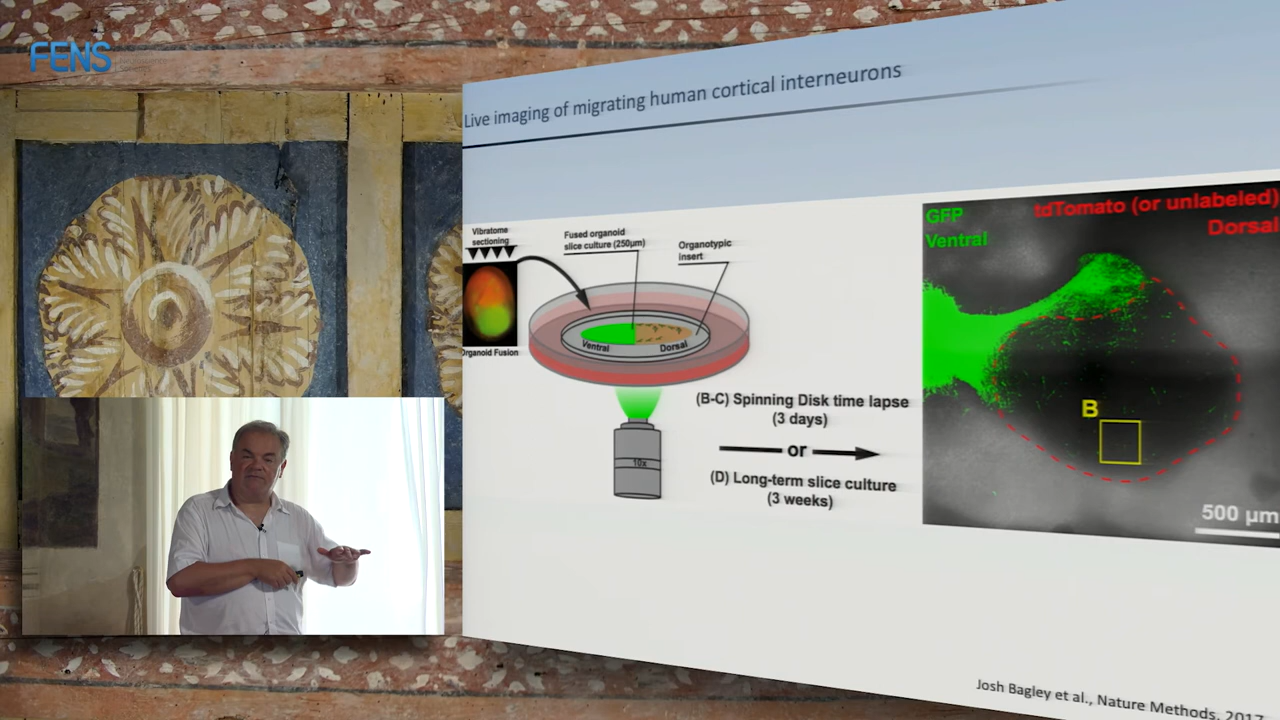 FENS
Live imaging of migrating human cortical interneurons
Vibratome
sectioning
Fused organoid
slice culture (250µm)
Organotypic
insert
Organoid Fusion
Ventral
Dorsal
10x
(B-C) Spinning Disk time lapse
(3 days)
or
(D) Long-term slice culture
(3 weeks)
GFP
Ventral
tdTomato (or unlabeled)
Dorsal
B
500 µm
Josh Bagley et al., Nature Methods, 2017